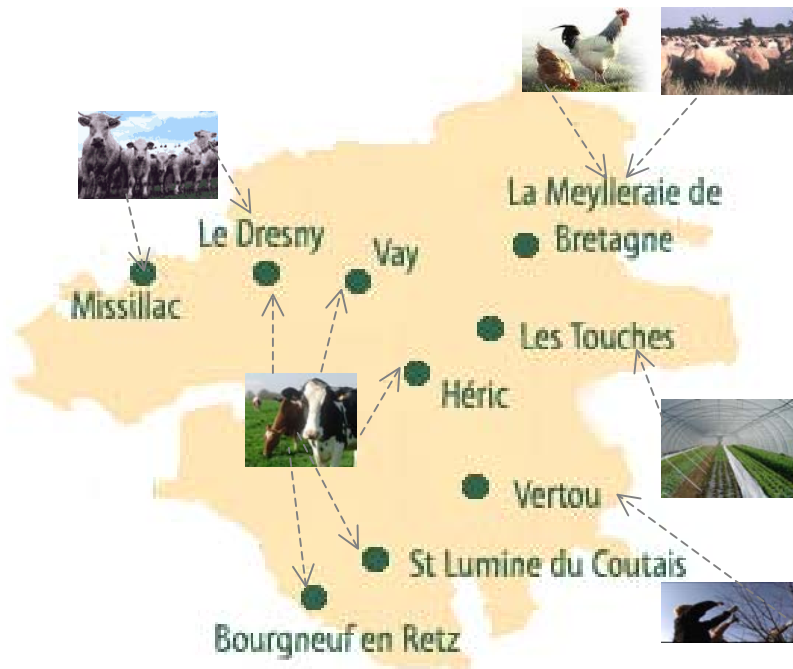 La Meylleraie de
Bretagne
Le Dresny
Vay
Missillac
Les Touches
Héric
Vertou
St Lumine du Coutais
Bourgneuf en Retz